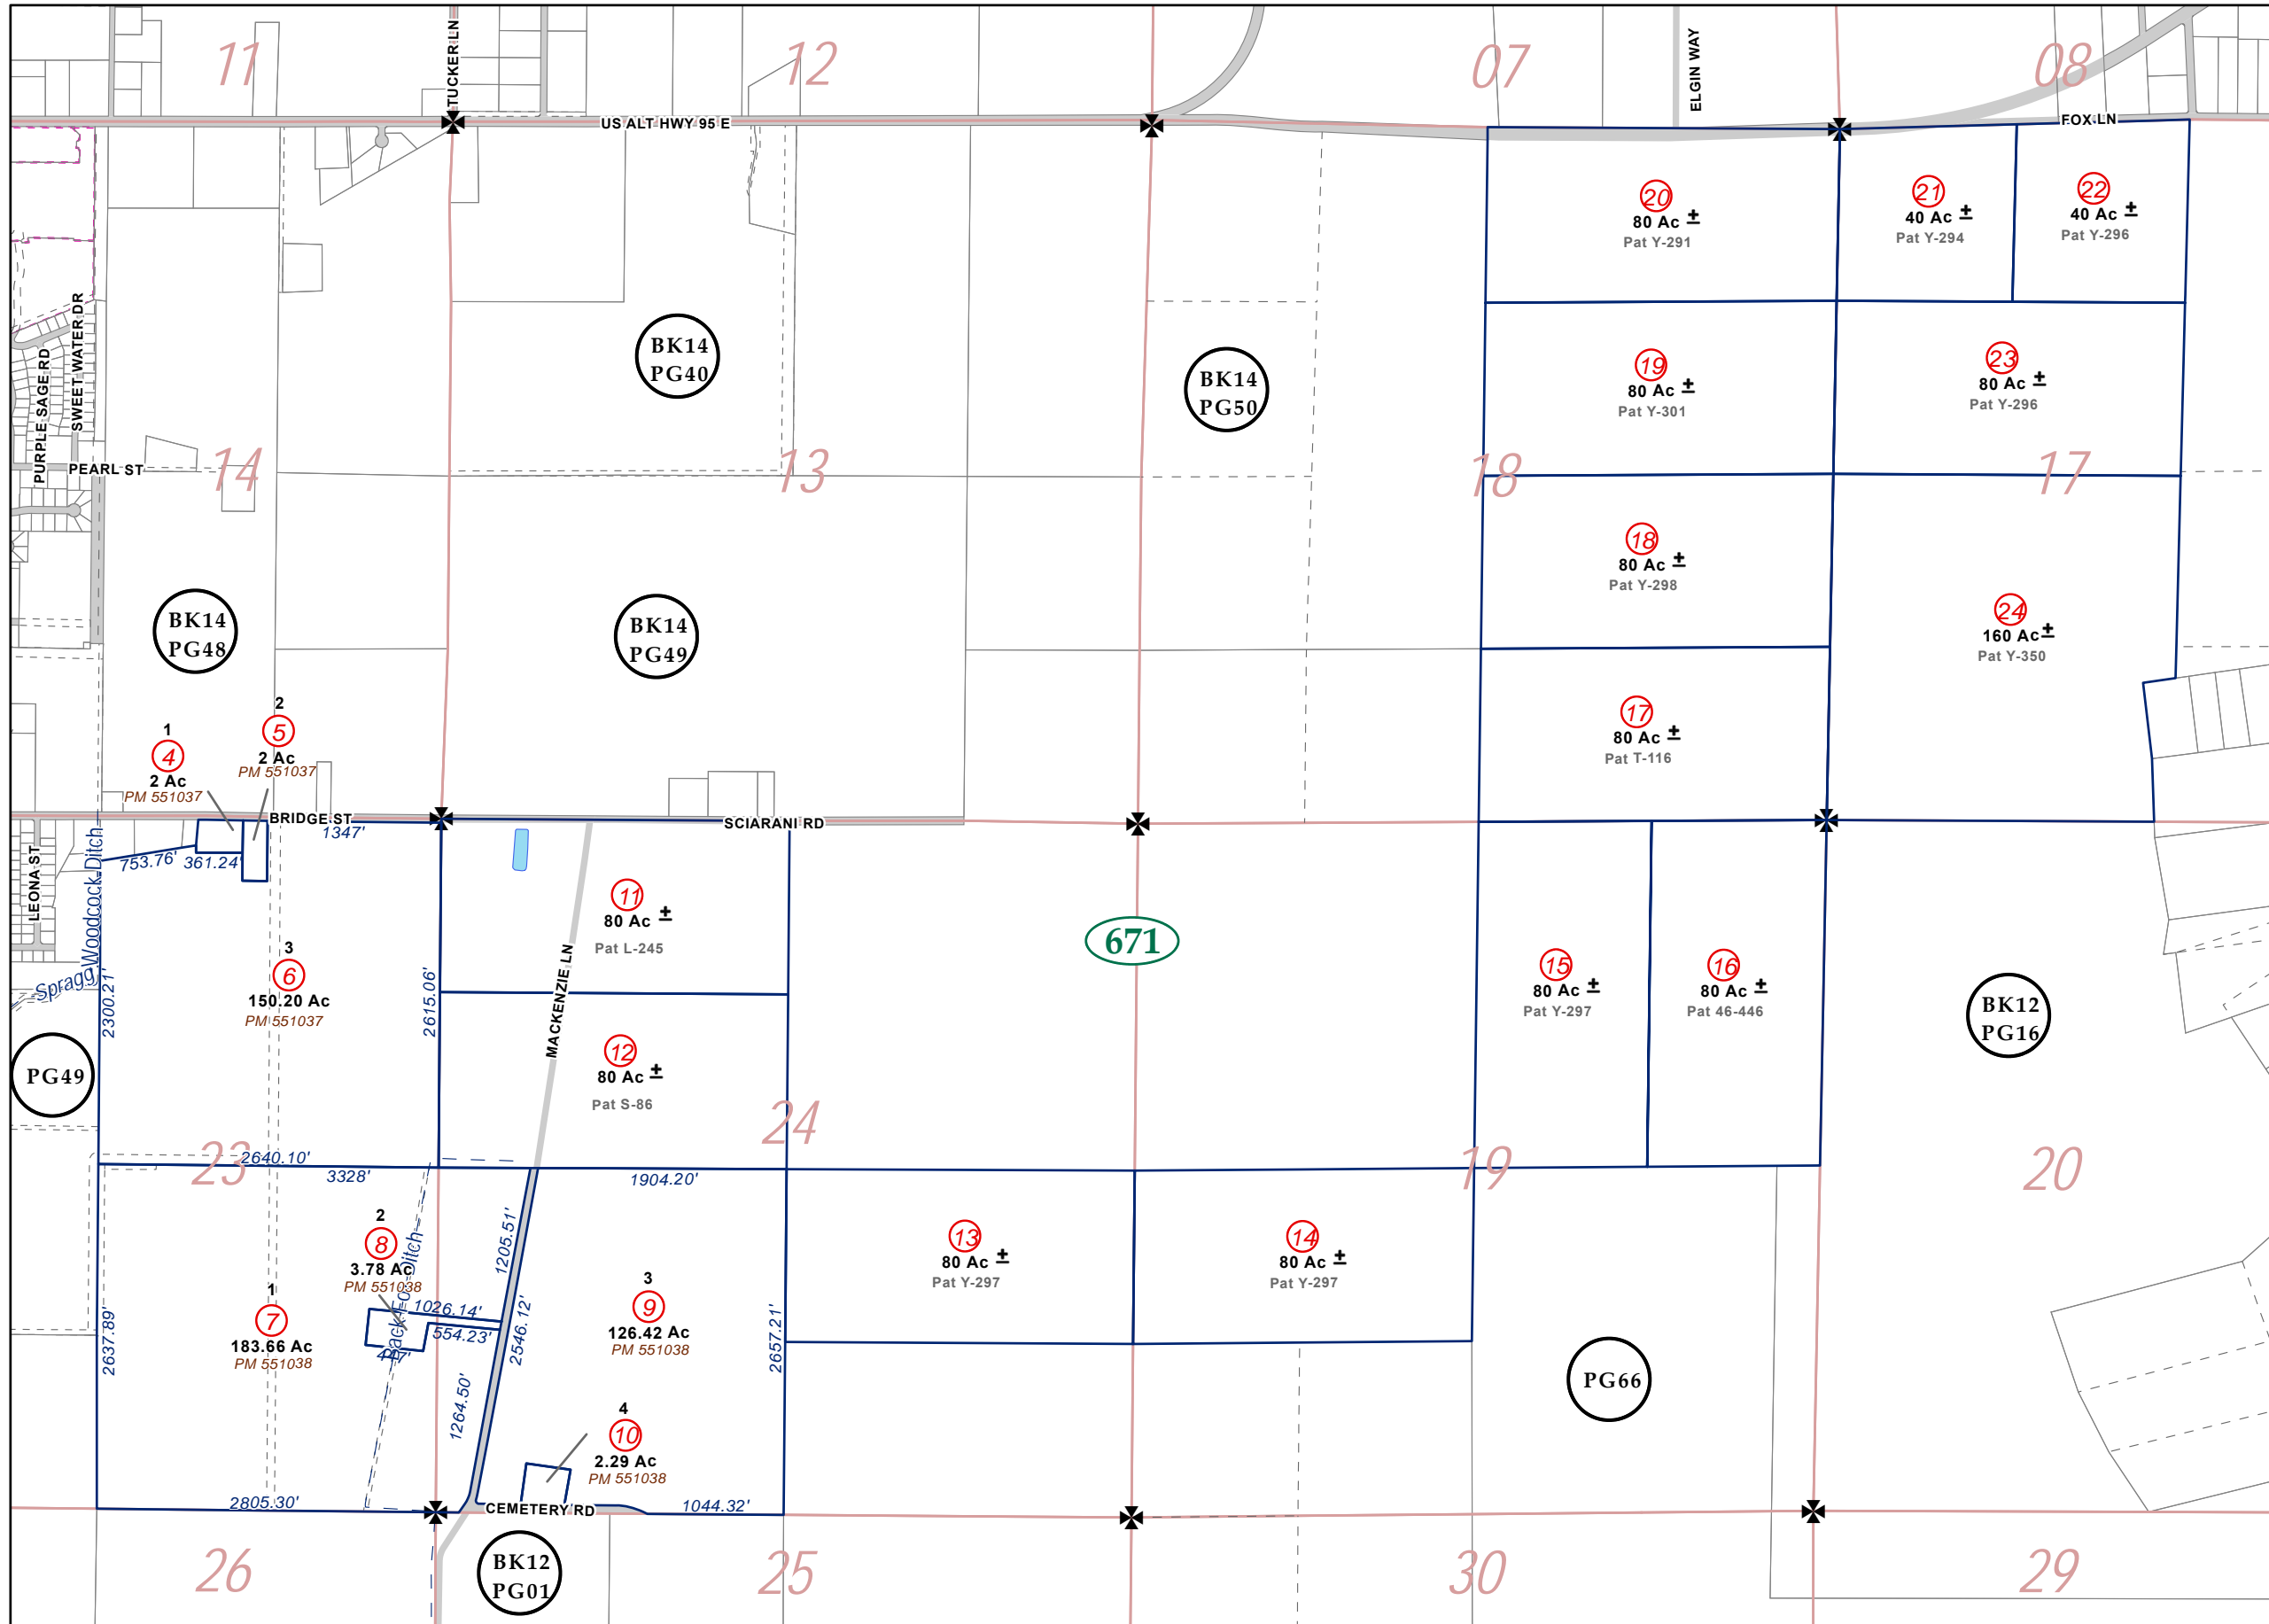 11
TUCKER LN
12
07
ELGIN WAY
08
US ALT HWY 95 E
FOX LN
20
80 Ac ±
Pat Y-291
21
40 Ac ±
Pat Y-294
22
40 Ac ±
Pat Y-296
PURPLE SAGE RD
SWEET WATER DR
BK14
PG40
BK14
PG50
19
80 Ac ±
Pat Y-301
23
80 Ac ±
Pat Y-296
PEARL ST
14
13
18
17
18
80 Ac ±
Pat Y-298
BK14
PG48
BK14
PG49
24
160 Ac ±
Pat Y-350
1
4
2 Ac
PM 551037
2
5
2 Ac
PM 551037
17
80 Ac ±
Pat T-116
BRIDGE ST
1347'
SCIARANI RD
LEONA ST
753.76'
361.24'
Spragg Woodcock Ditch
11
80 Ac ±
Pat L-245
671
3
6
150.20 Ac
PM 551037
2300.21'
2615.06'
MACKENZIE LN
15
80 Ac ±
Pat Y-297
16
80 Ac ±
Pat 46-446
BK12
PG16
PG49
12
80 Ac ±
Pat S-86
24
23
2640.10'
3328'
1904.20'
19
20
2
8
3.78 Ac
PM 551038
1205.51'
13
80 Ac ±
Pat Y-297
14
80 Ac ±
Pat Y-297
1
7
183.66 Ac
PM 551038
2637.89'
1026.14'
554.23'
2546.12'
3
9
126.42 Ac
PM 551038
2657.21'
1264.50'
PG66
4
10
2.29 Ac
PM 551038
2805.30'
CEMETERY RD
1044.32'
26
BK12
PG01
25
30
29